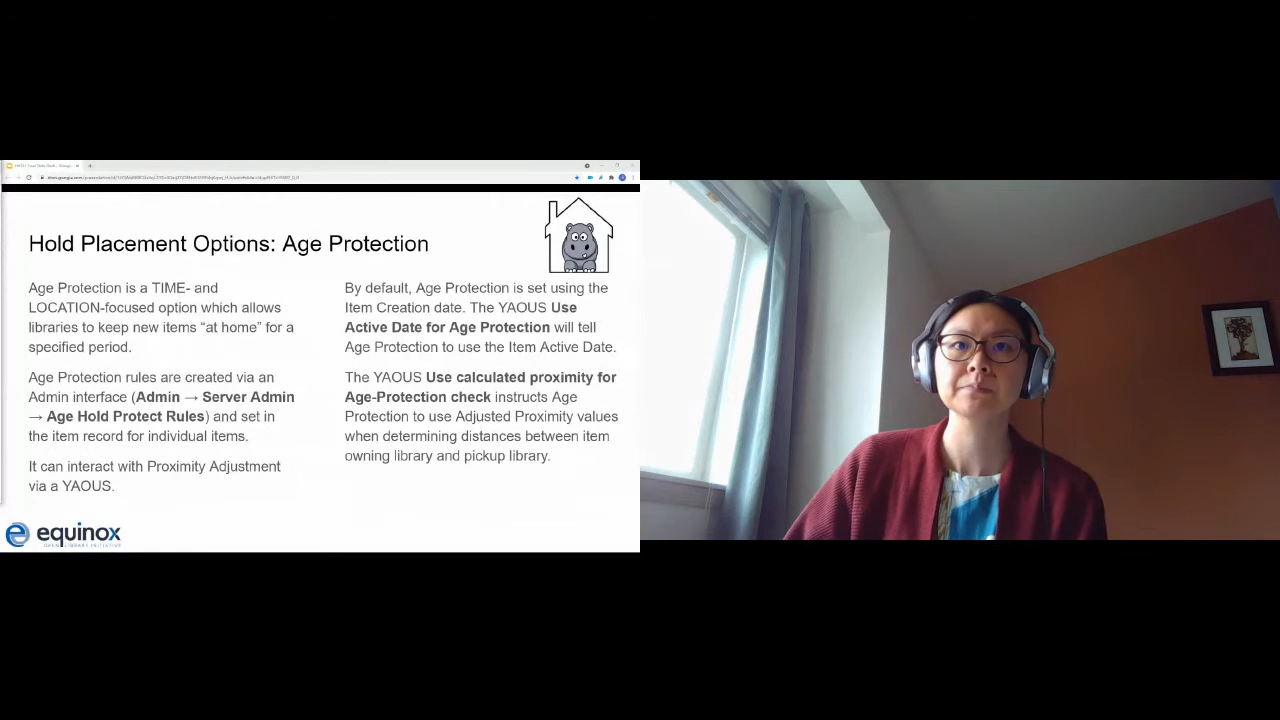 Hold Placement Options: Age Protection
Age Protection is a TIME- and
LOCATION-focused option which allows
libraries to keep new items “at home” for a
specified period.
Age Protection rules are created via an
Admin interface (Admin → Server Admin
→ Age Hold Protect Rules) and set in
the item record for individual items.
It can interact with Proximity Adjustment
via a YAOUS.
By default, Age Protection is set using the
Item Creation date. The YAOUS Use
Active Date for Age Protection will tell
Age Protection to use the Item Active Date.
The YAOUS Use calculated proximity for
Age-Protection check instructs Age
Protection to use Adjusted Proximity values
when determining distances between item
owning library and pickup library.
equinox
OPEN LIBRARY INITIATIVE